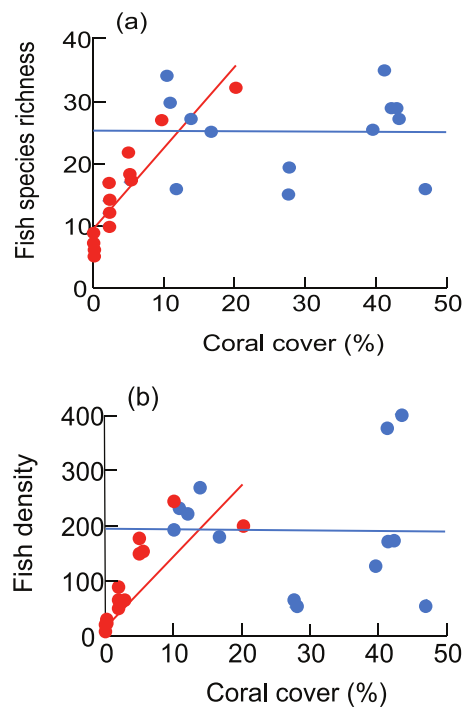 (a)
Fish species richness
40
30
20
10
0
0 10 20 30 40 50
Coral cover (%)
(b)
Fish density
400
300
200
100
0
0 10 20 30 40 50
Coral cover (%)